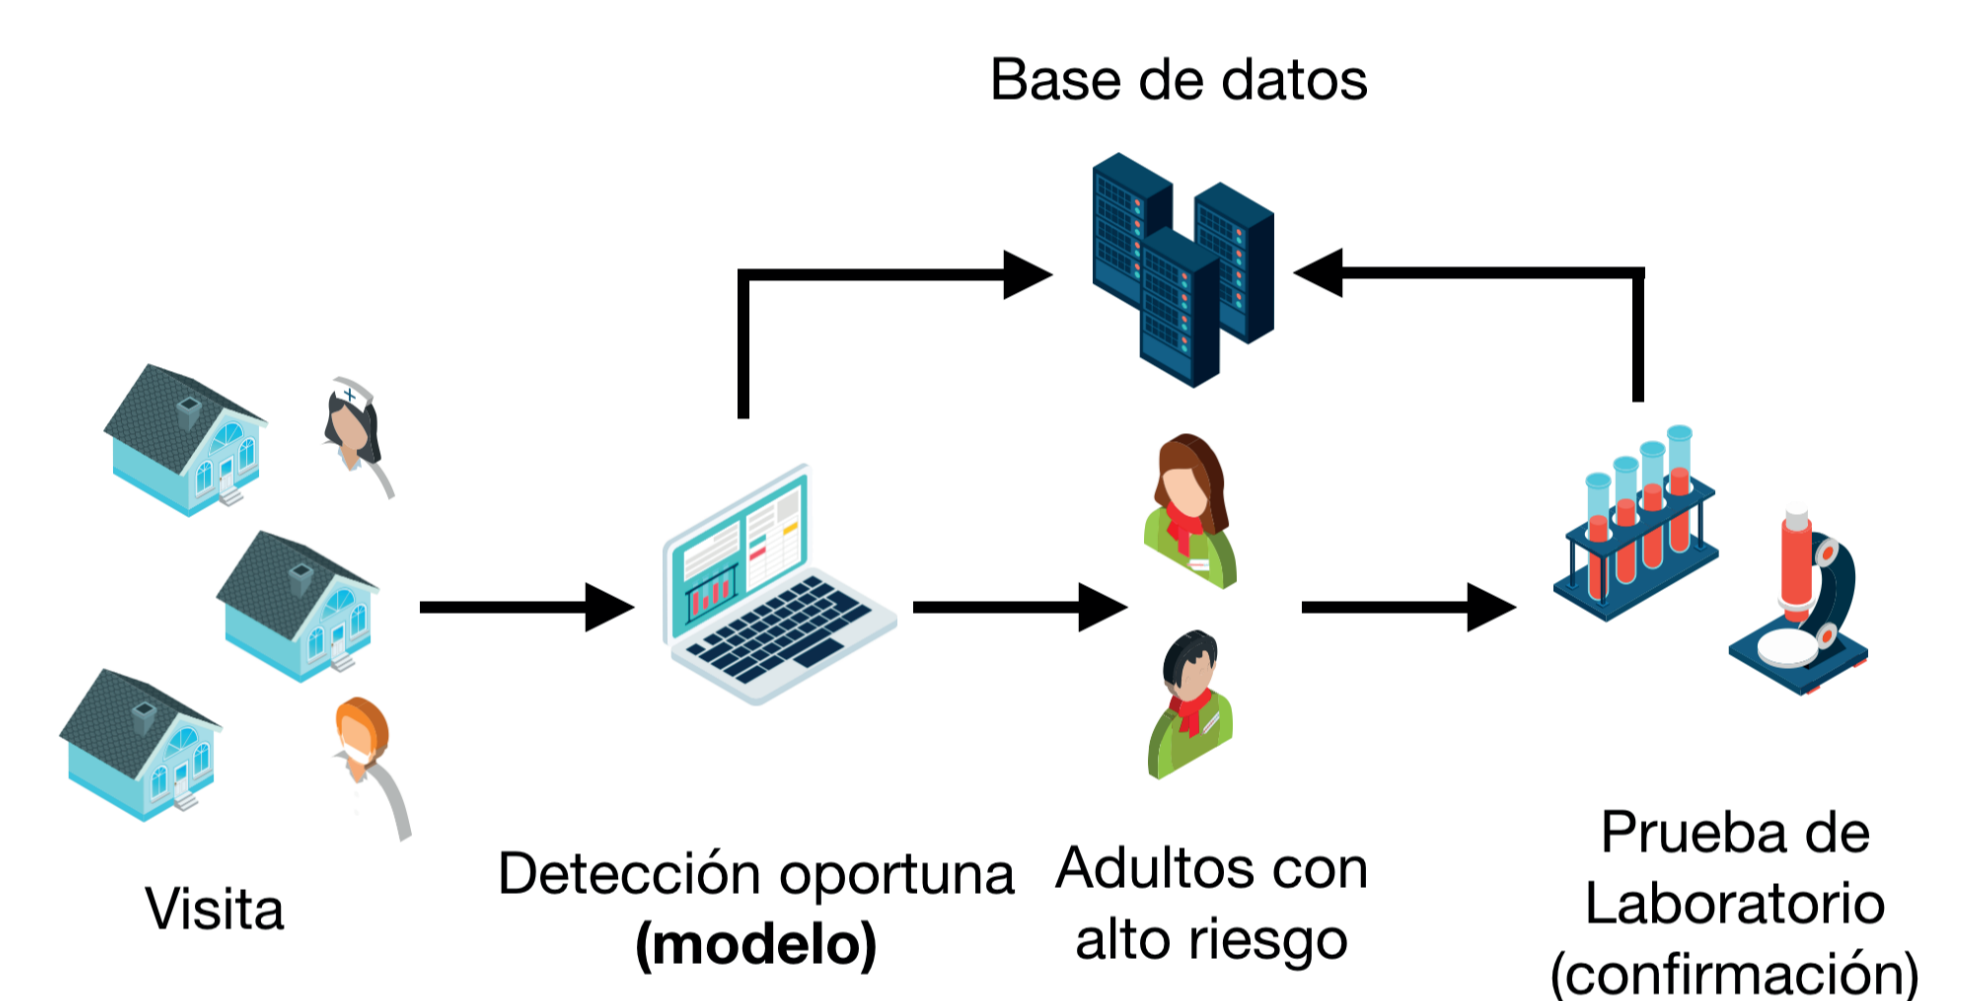 Base de datos
Visita
Detección oportuna
(modelo)
Adultos con
alto riesgo
Prueba de
Laboratorio
(confirmación)